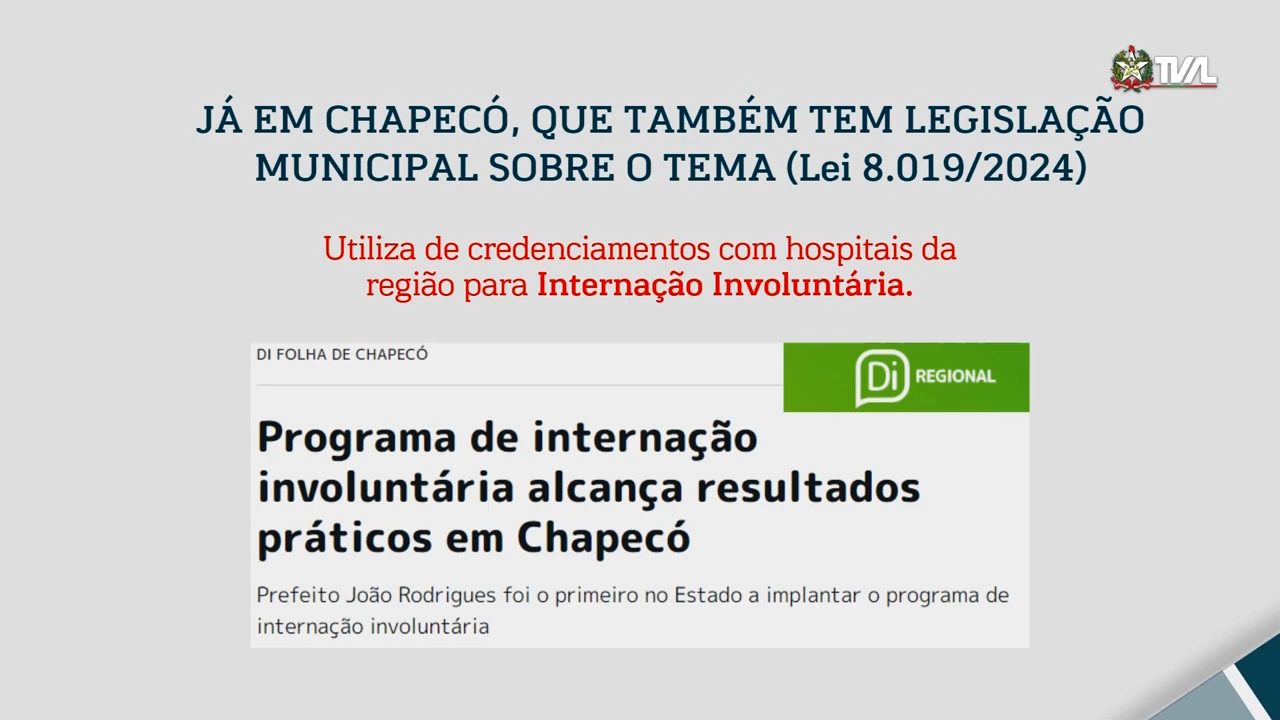 TVAL
JÁ EM CHAPECÓ, QUE TAMBÉM TEM LEGISLAÇÃO
MUNICIPAL SOBRE O TEMA (Lei 8.019/2024)
Utiliza de credenciamentos com hospitais da
região para Internação Involuntária.
DI FOLHA DE CHAPECÓ
Di REGIONAL
Programa de internação
involuntária alcança resultados
práticos em Chapecó
Prefeito João Rodrigues foi o primeiro no Estado a implantar o programa de
internação involuntária